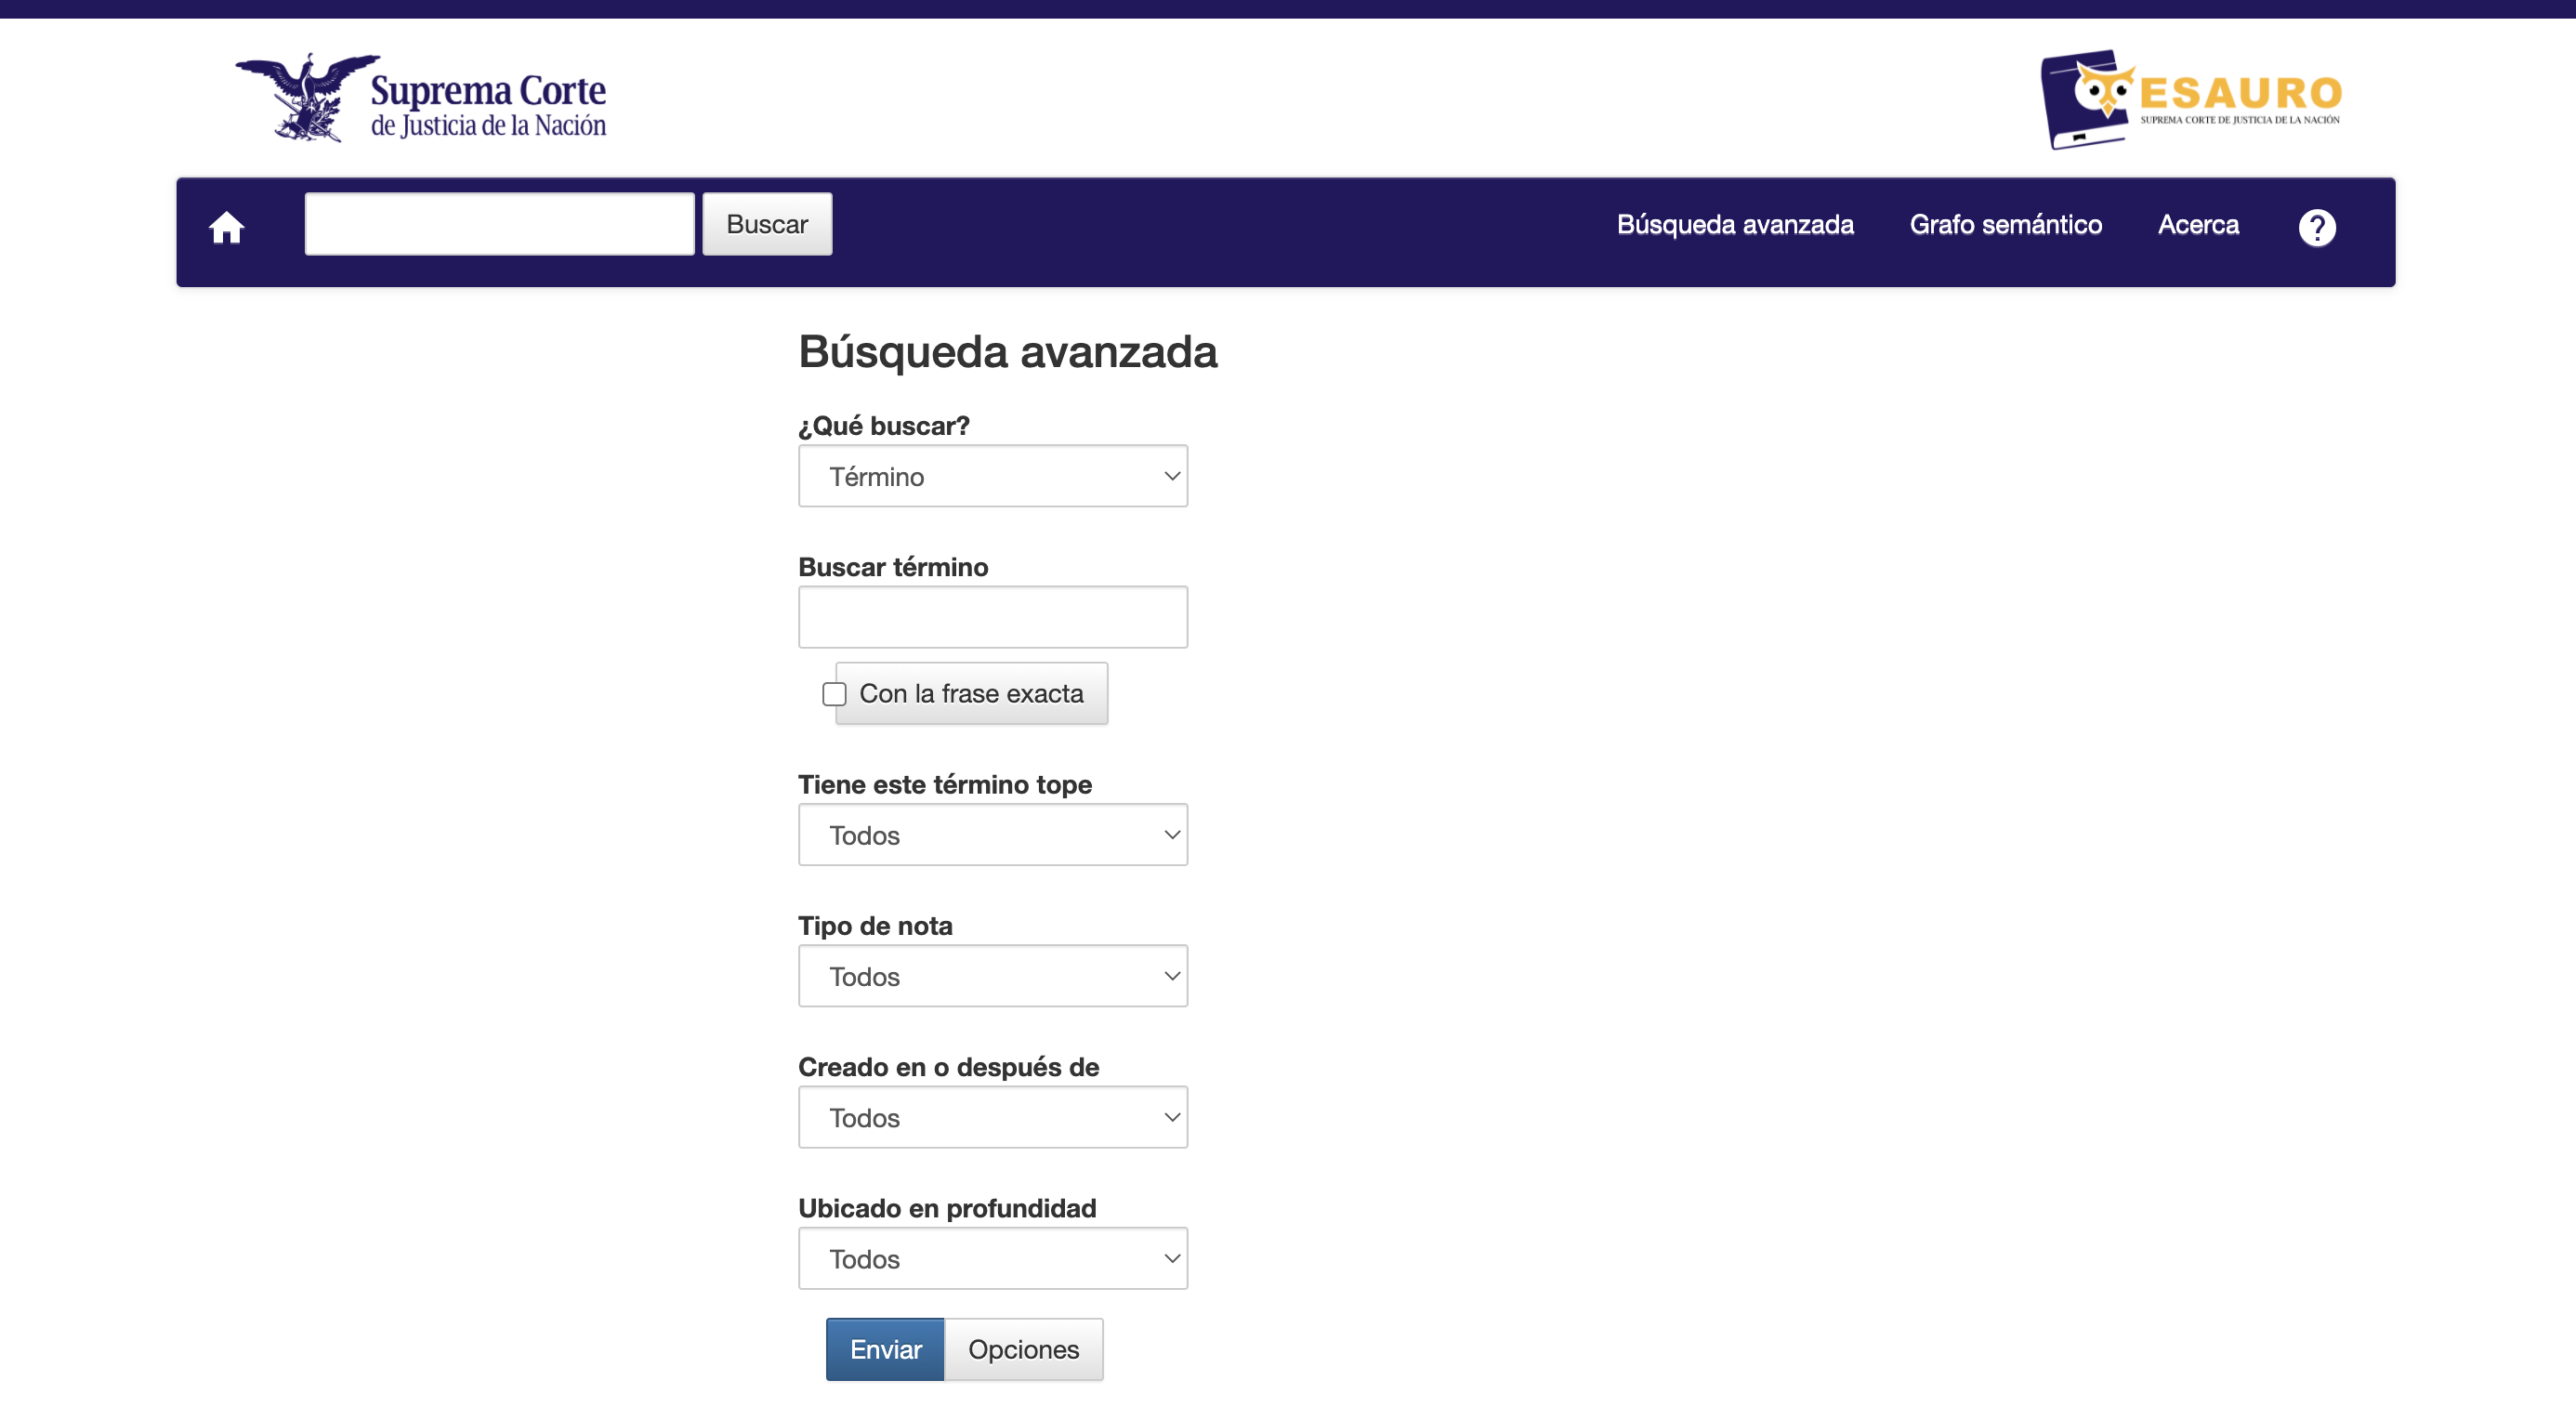 Suprema Corte
de Justicia de la Nación
ESAURO
SUPREMA CORTE DE JUSTICIA DE LA NACIÓN
Buscar
Búsqueda avanzada
Grafo semántico
Acerca
?
Búsqueda avanzada
¿Qué buscar?
Término
Buscar término
Con la frase exacta
Tiene este término tope
Todos
Tipo de nota
Todos
Creado en o después de
Todos
Ubicado en profundidad
Todos
Enviar
Opciones